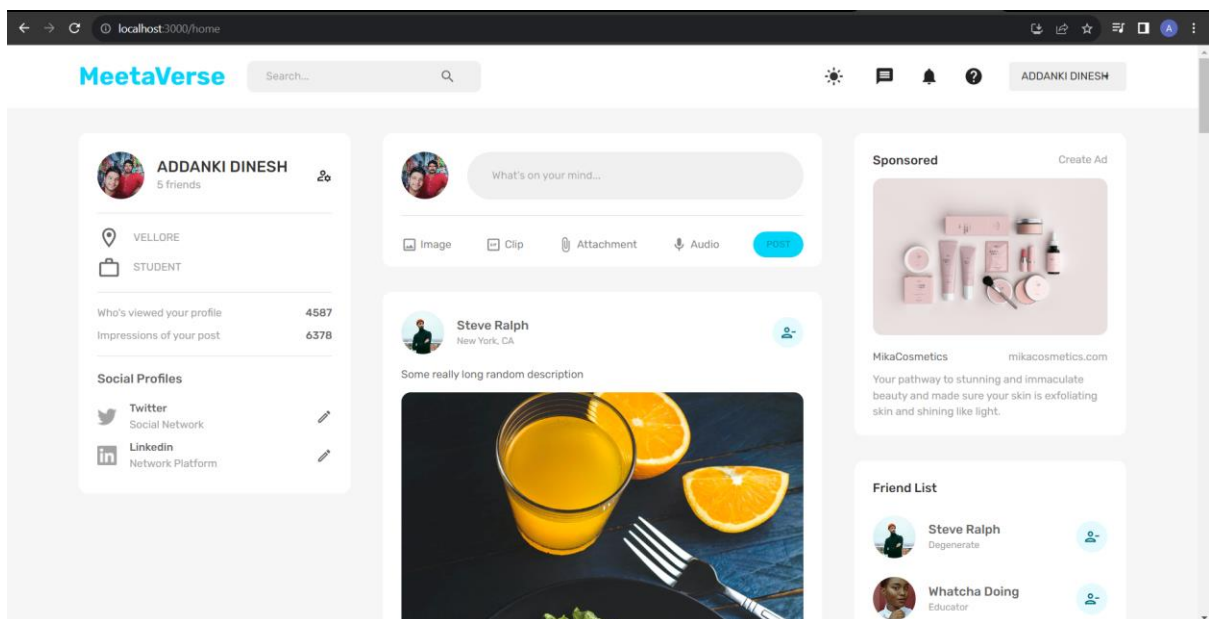 localhost:3000/home
A
MeetaVerse
Search...
ADDANKI DINESH
ADDANKI DINESH
5 friends
VELLORE
STUDENT
Who's viewed your profile 4587
Impressions of your post 6378
Social Profiles
Twitter
Social Network
Linkedin
Network Platform
What's on your mind...
Image Clip Attachment Audio POST
Steve Ralph
New York, CA
Some really long random description
Sponsored Create Ad
MikaCosmetics mikacosmetics.com
Your pathway to stunning and immaculate
beauty and made sure your skin is exfoliating
skin and shining like light.
Friend List
Steve Ralph
Degenerate
Whatcha Doing
Educator